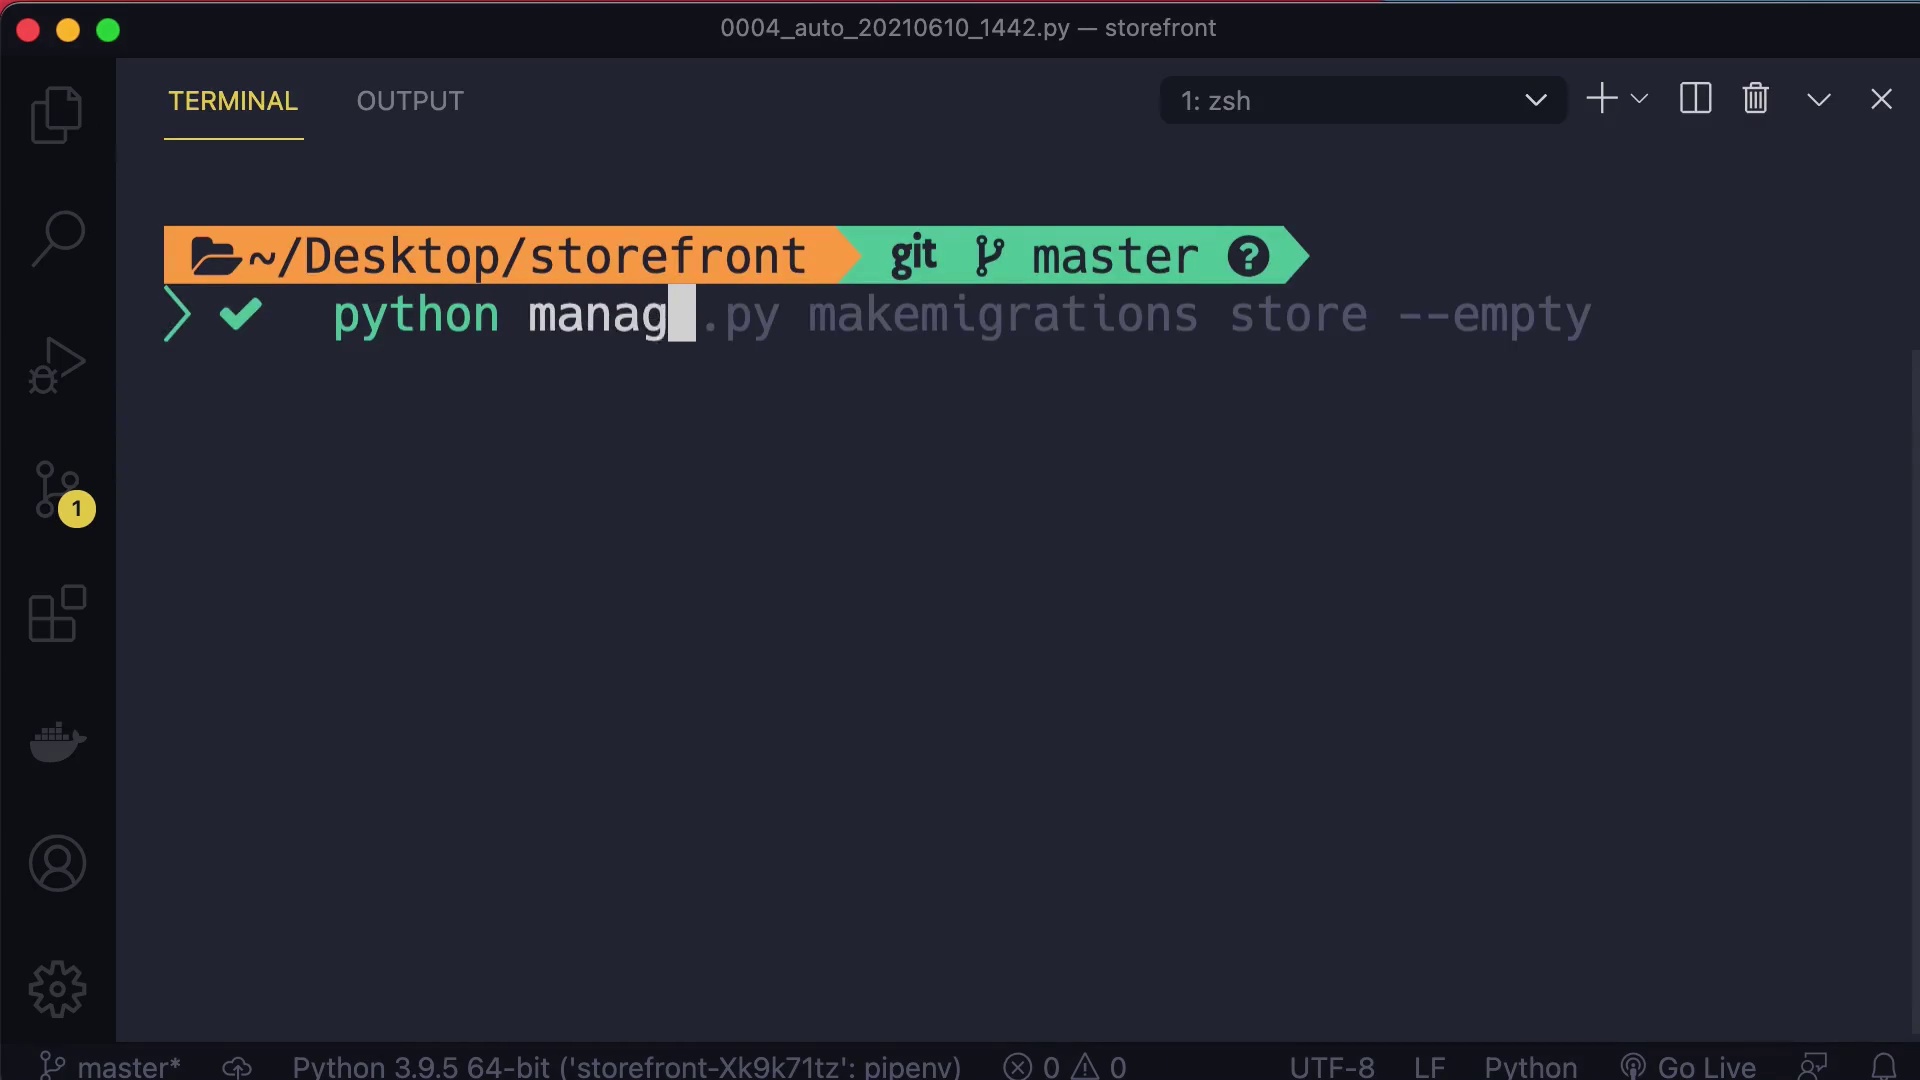 0004_auto_20210610_1442.py — storefront
TERMINAL OUTPUT 1: zsh
~/Desktop/storefront git master ?
python manag .py makemigrations store --empty
1
master* Python 3.9.5 64-bit ('storefront-Xk9k71tz': pipenv) 0 0 UTF-8 LF Python Go Live